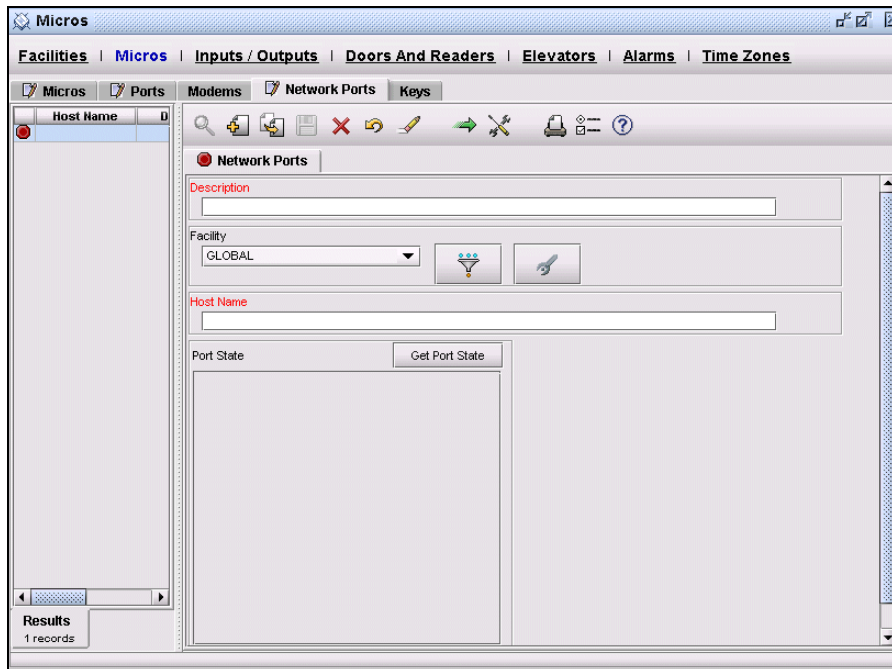 Micros
Facilities | Micros | Inputs / Outputs | Doors And Readers | Elevators | Alarms | Time Zones
Micros Ports Modems Network Ports Keys
Host Name D
Network Ports
Description
Facility
GLOBAL
Host Name
Port State Get Port State
Results
1 records